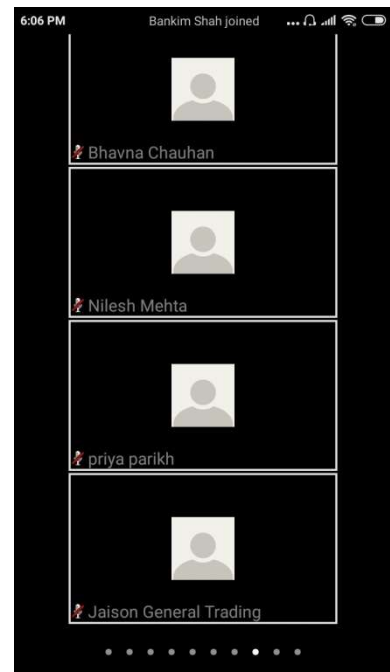 6:06 PM Bankim Shah joined ...
Bhavna Chauhan
Nilesh Mehta
priya parikh
Jaison General Trading